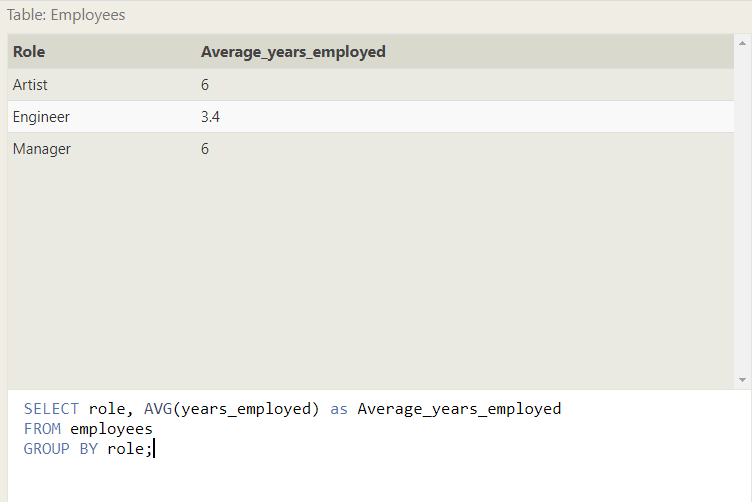 Table: Employees
Role Average_years_employed
Artist 6
Engineer 3.4
Manager 6
SELECT role, AVG(years_employed) as Average_years_employed
FROM employees
GROUP BY role;